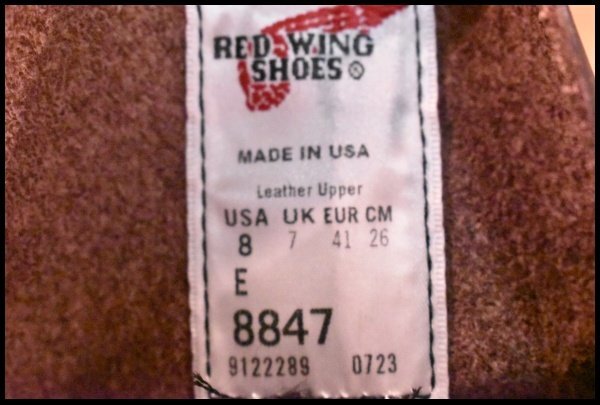 RED WING
SHOES®
MADE IN USA
Leather Upper
USA UK EUR CM
8 7 41 26
E
8847
9122289 0723